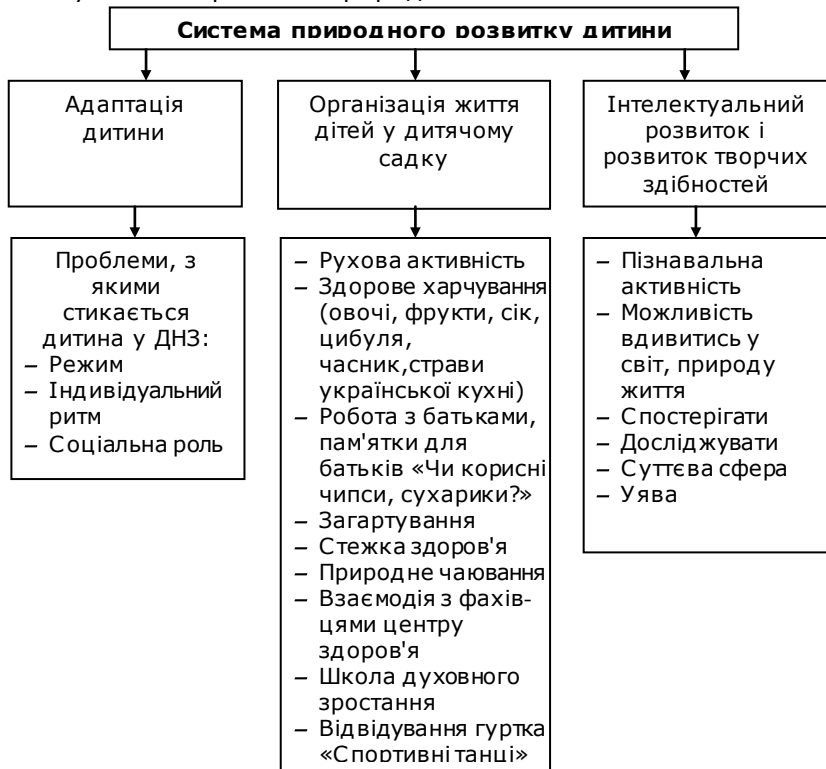 Система природного розвитку дитини
Адаптація
дитини
Організація життя
дітей у дитячому
садку
Інтелектуальний
розвиток і
розвиток творчих
здібностей
Проблеми, з
якими
стикається
дитина у ДНЗ:
– Режим
– Індивідуальний
ритм
– Соціальна роль
– Рухова активність
– Здорове харчування
(овочі, фрукти, сік,
цибуля,
часник,страви
української кухні)
– Робота з батьками,
пам'ятки для
батьків «Чи корисні
чипси, сухарики?»
– Загартування
– Стежка здоров'я
– Природне чаювання
– Взаємодія з фахів-
цями центру
здоров'я
– Школа духовного
зростання
– Відвідування гуртка
«Спортивні танці»
– Пізнавальна
активність
– Можливість
вдивитись у
світ, природу
життя
– Спостерігати
– Досліджувати
– Суттєва сфера
– Уява